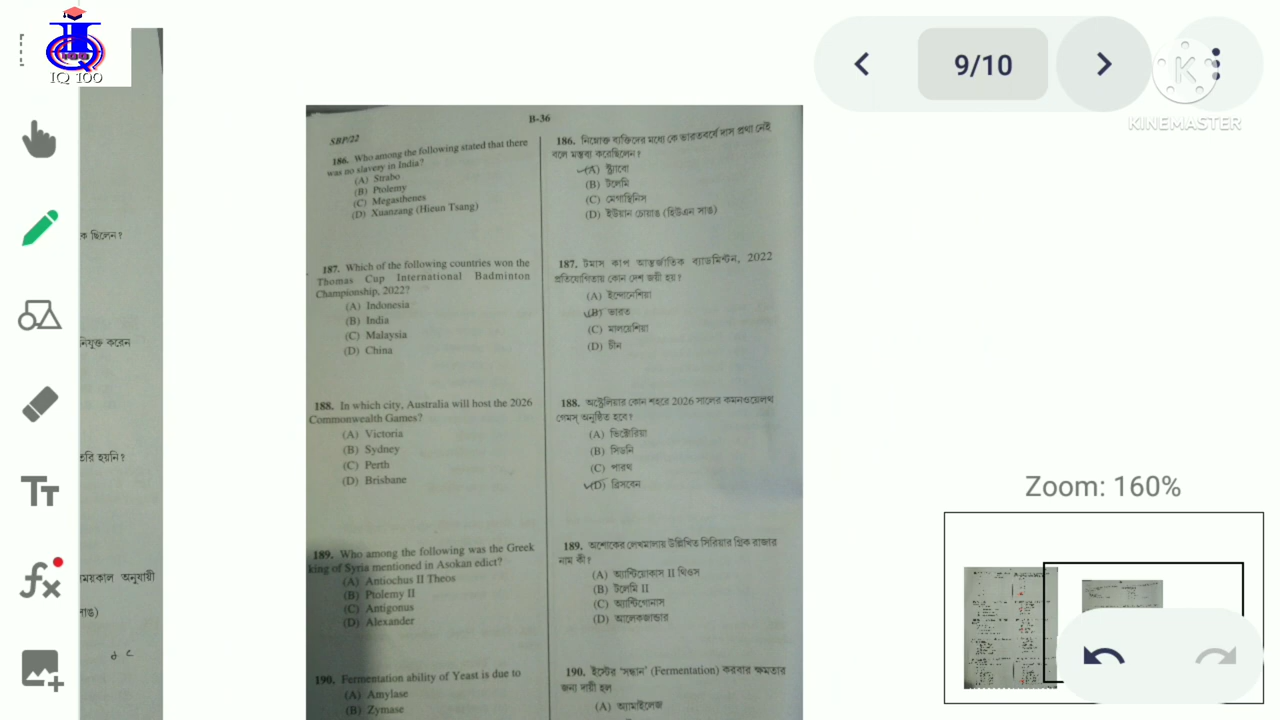 IQ 100
9/10
KINEMASTER
ক ছিলেন?
নিযুক্ত করেন
তরি হয়নি?
ময়কাল অনুযায়ী
াঙ)
B-36
SBP/22
186. Who among the following stated that there
was no slavery in India?
(A) Strabo
(B) Ptolemy
(C) Megasthenes
(D) Xuanzang (Hieun Tsang)
187. Which of the following countries won the
Thomas Cup International Badminton
Championship, 2022?
(A) Indonesia
(B) India
(C) Malaysia
(D) China
188. In which city, Australia will host the 2026
Commonwealth Games?
(A) Victoria
(B) Sydney
(C) Perth
(D) Brisbane
189. Who among the following was the Greek
king of Syria mentioned in Asokan edict?
(A) Antiochus II Theos
(B) Ptolemy II
(C) Antigonus
(D) Alexander
190. Fermentation ability of Yeast is due to
(A) Amylase
(B) Zymase
186. নিম্নোক্ত ব্যক্তিদের মধ্যে কে ভারতবর্ষে দাস প্রথা নেই
বলে মন্তব্য করেছিলেন?
(A) স্ট্র্যাবো
(B) টলেমি
(C) মেগাস্থিনিস
(D) ইউয়ান চোয়াঙ (হিউএন সাঙ)
187. টমাস কাপ আন্তর্জাতিক ব্যাডমিন্টন, 2022
প্রতিযোগিতায় কোন দেশ জয়ী হয়?
(A) ইন্দোনেশিয়া
(B) ভারত
(C) মালয়েশিয়া
(D) চীন
188. অস্ট্রেলিয়ার কোন শহরে 2026 সালের কমনওয়েলথ
গেমস্ অনুষ্ঠিত হবে?
(A) ভিক্টোরিয়া
(B) সিডনি
(C) পারথ
(D) ব্রিসবেন
189. অশোকের লেখমালায় উল্লিখিত সিরিয়ার গ্রিক রাজার
নাম কী?
(A) অ্যান্টিয়োকাস II থিওস
(B) টলেমি II
(C) অ্যান্টিগোনাস
(D) আলেকজান্ডার
190. ইস্টের ‘সন্ধান’ (Fermentation) করবার ক্ষমতার
জন্য দায়ী হল
(A) অ্যামাইলেজ
Zoom: 160%